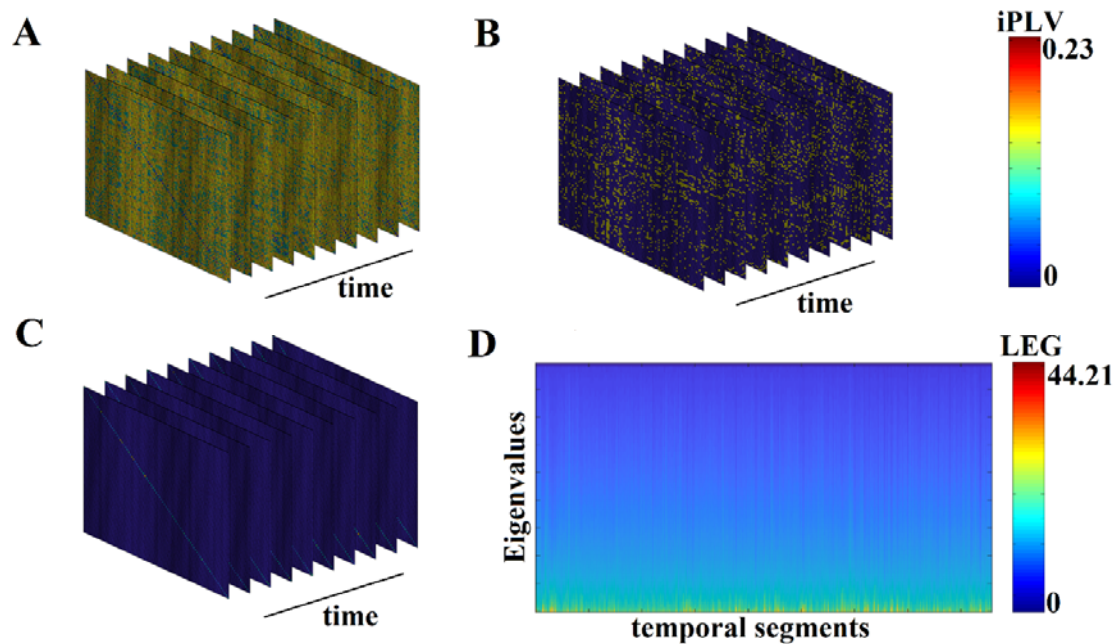 A
B
iPLV
0.23
0
time
time
C
D
LEG
44.21
0
Eigenvalues
time
temporal segments